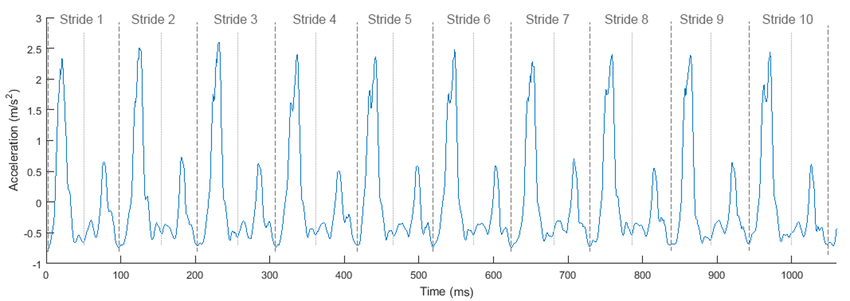 Stride 1 Stride 2 Stride 3 Stride 4 Stride 5 Stride 6 Stride 7 Stride 8 Stride 9 Stride 10
3
2.5
2
1.5
1
0.5
0
-0.5
-1
Acceleration (m/s²)
0 100 200 300 400 500 600 700 800 900 1000
Time (ms)